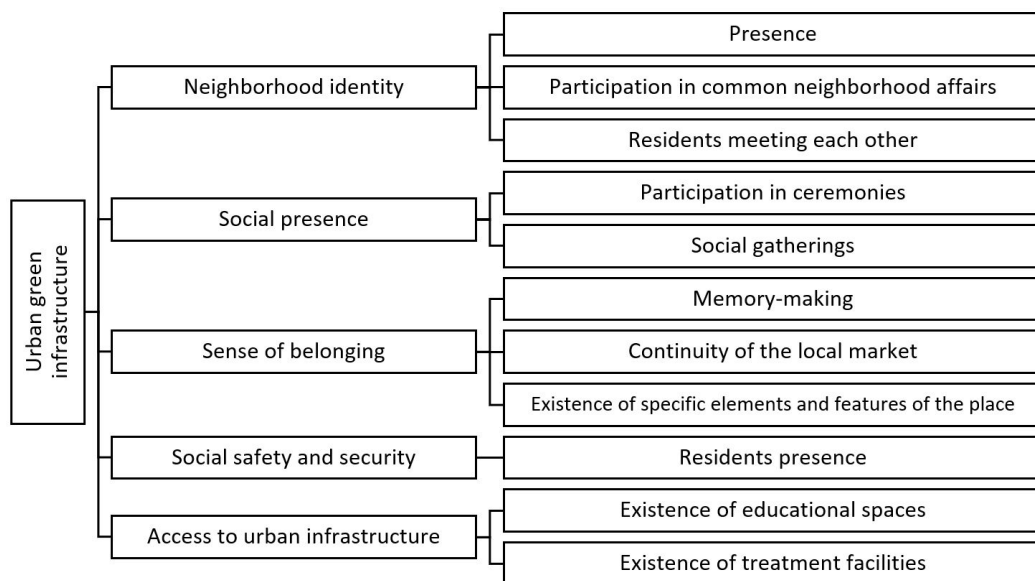 Urban green
infrastructure
Neighborhood identity
Presence
Participation in common neighborhood affairs
Residents meeting each other
Social presence
Participation in ceremonies
Social gatherings
Sense of belonging
Memory-making
Continuity of the local market
Existence of specific elements and features of the place
Social safety and security
Residents presence
Access to urban infrastructure
Existence of educational spaces
Existence of treatment facilities